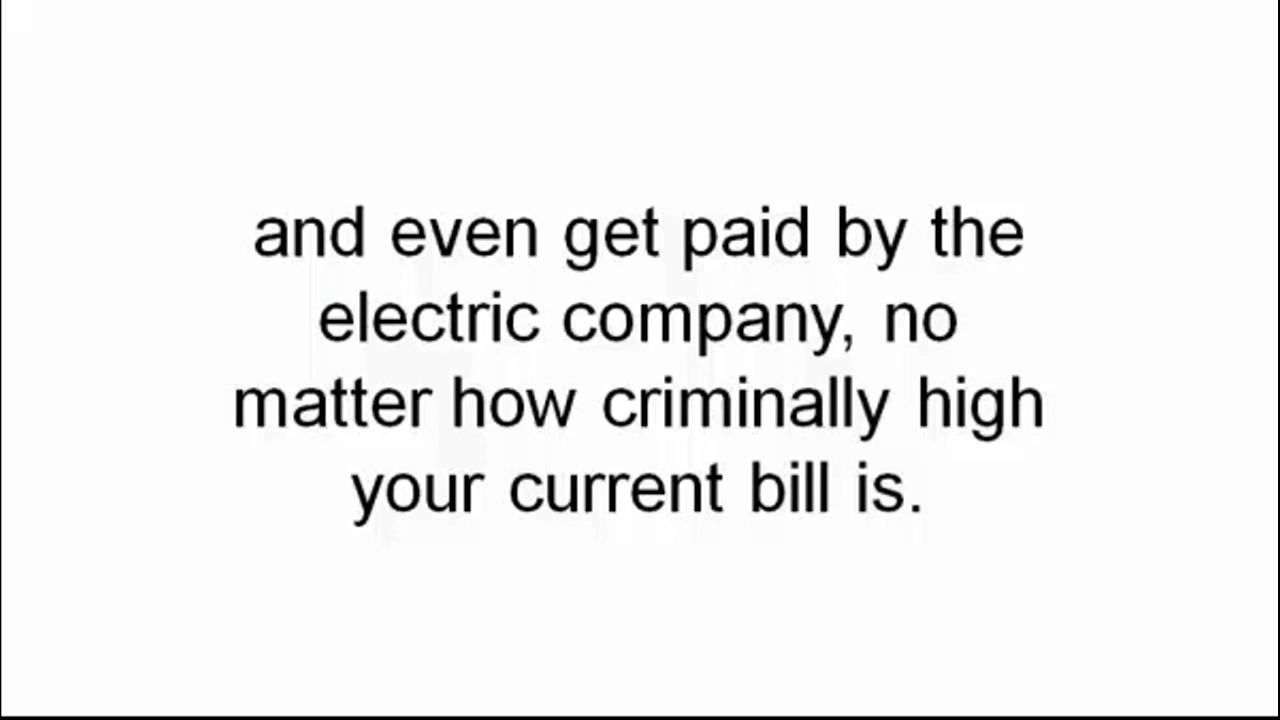 and even get paid by the
electric company, no
matter how criminally high
your current bill is.